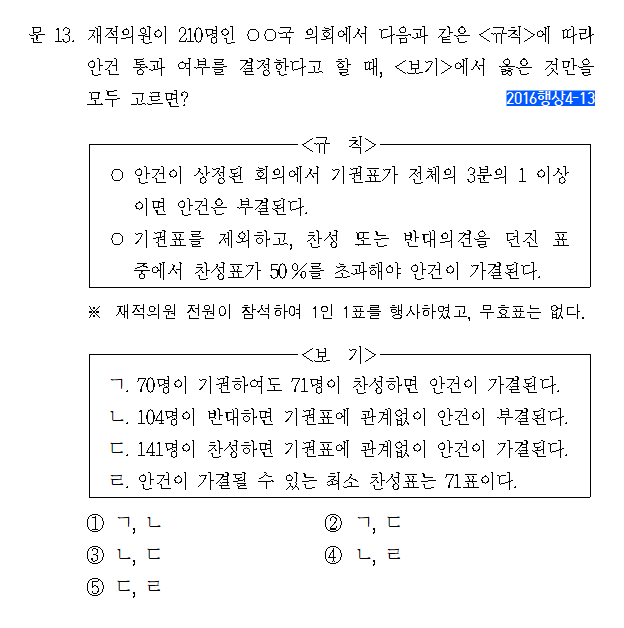 문 13. 재적의원이 210명인 ○○국 의회에서 다음과 같은 <규칙>에 따라
안건 통과 여부를 결정한다고 할 때, <보기>에서 옳은 것만을
모두 고르면?
2016행상4-13
<규 칙>
○ 안건이 상정된 회의에서 기권표가 전체의 3분의 1 이상
이면 안건은 부결된다.
○ 기권표를 제외하고, 찬성 또는 반대의견을 던진 표
중에서 찬성표가 50%를 초과해야 안건이 가결된다.
※ 재적의원 전원이 참석하여 1인 1표를 행사하였고, 무효표는 없다.
<보 기>
ㄱ. 70명이 기권하여도 71명이 찬성하면 안건이 가결된다.
ㄴ. 104명이 반대하면 기권표에 관계없이 안건이 부결된다.
ㄷ. 141명이 찬성하면 기권표에 관계없이 안건이 가결된다.
ㄹ. 안건이 가결될 수 있는 최소 찬성표는 71표이다.
① ㄱ, ㄴ
② ㄱ, ㄷ
③ ㄴ, ㄷ
④ ㄴ, ㄹ
⑤ ㄷ, ㄹ